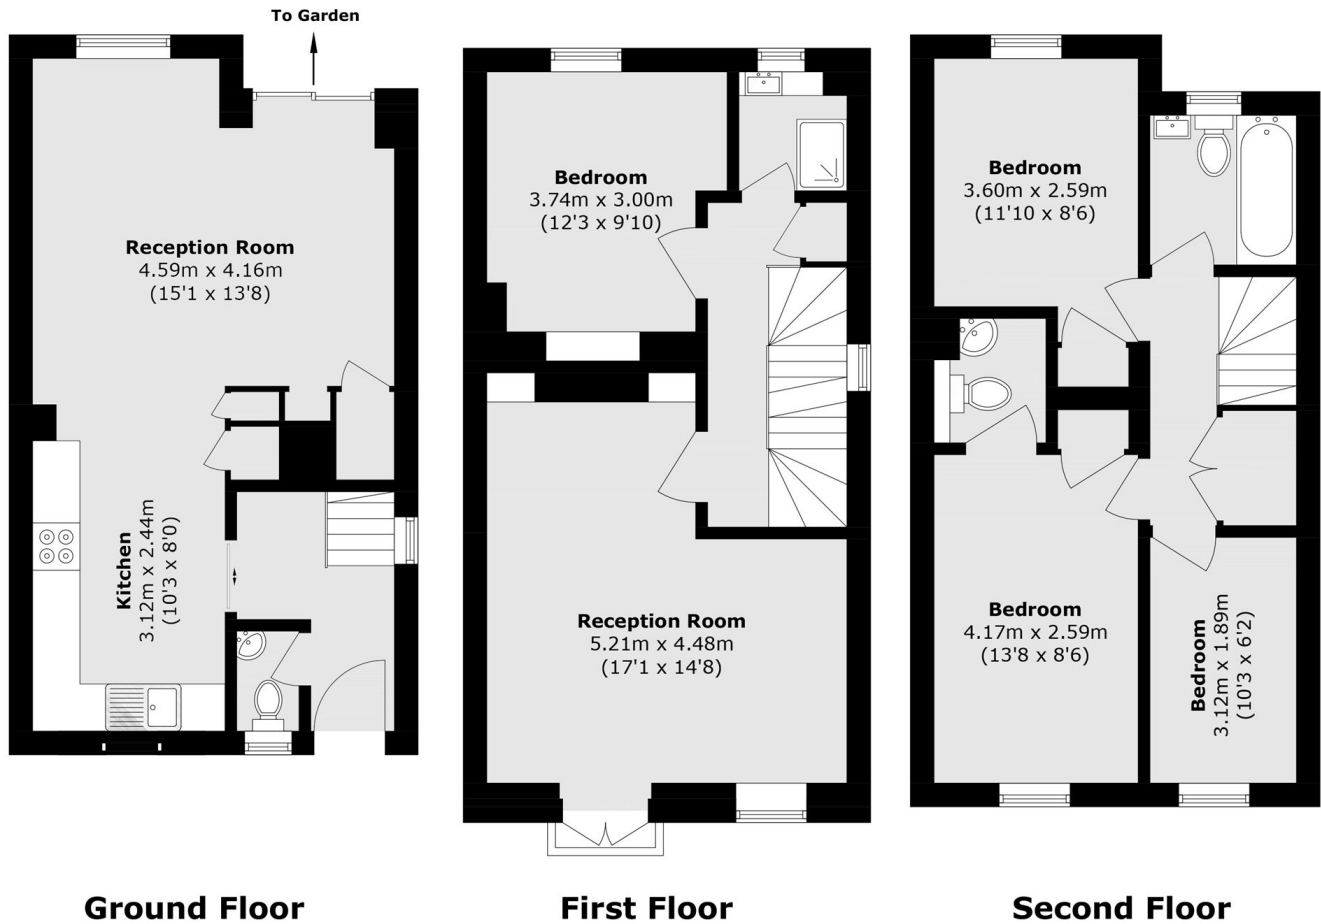 To Garden
Reception Room
4.59m x 4.16m
(15'1 x 13'8)
Kitchen
3.12m x 2.44m
(10'3 x 8'0)
Ground Floor
Bedroom
3.74m x 3.00m
(12'3 x 9'10)
Reception Room
5.21m x 4.48m
(17'1 x 14'8)
First Floor
Bedroom
3.60m x 2.59m
(11'10 x 8'6)
Bedroom
4.17m x 2.59m
(13'8 x 8'6)
Bedroom
3.12m x 1.89m
(10'3 x 6'2)
Second Floor